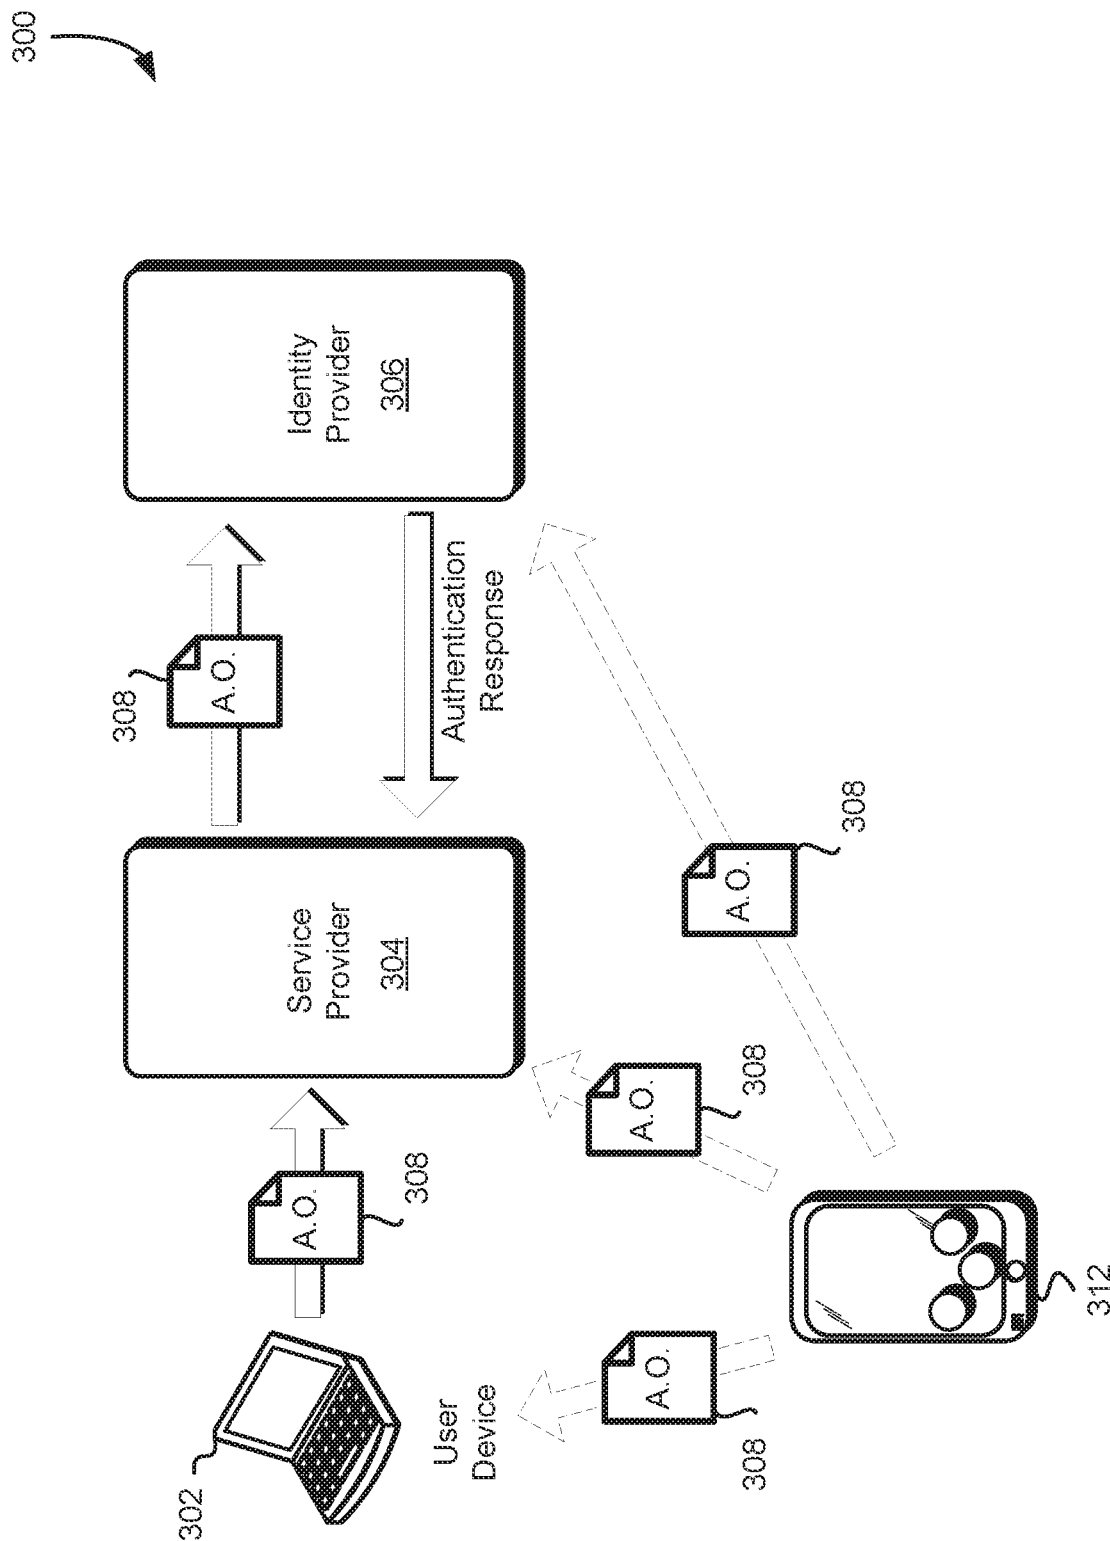 300
308
A.O.
302
A.O.
308
Service
Provider
304
Identity
Provider
306
User
Device
Authentication
Response
A.O.
308
A.O.
308
A.O.
308
312